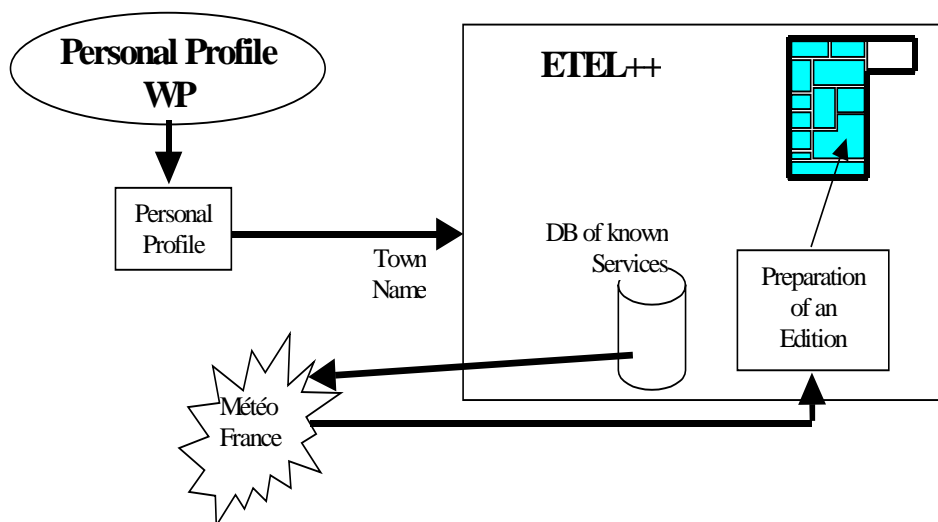 Personal Profile
WP
ETEL++
Personal
Profile
Town
Name
DB of known
Services
Preparation
of an
Edition
Météo
France